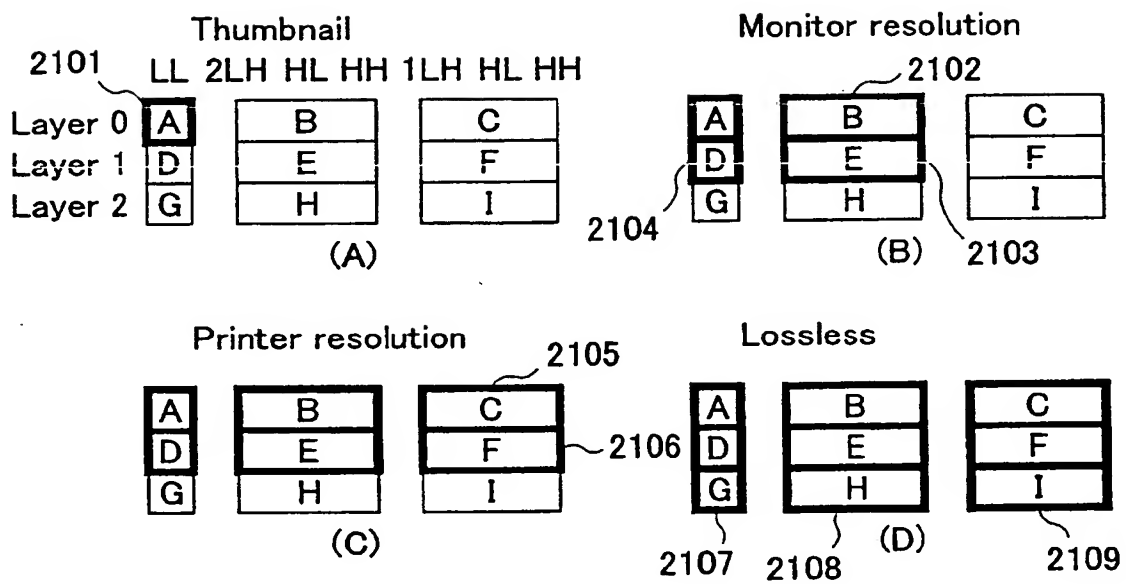 Thumbnail
2101
LL 2LH HL HH 1LH HL HH
Layer 0 A B C
Layer 1 D E F
Layer 2 G H I
(A)
Monitor resolution
2102
A B C
D E F
G H I
2104
(B)
2103
Printer resolution
2105
A B C
D E F
2106
G H I
(C)
Lossless
A B C
D E F
G H I
(D)
2107
2108
2109